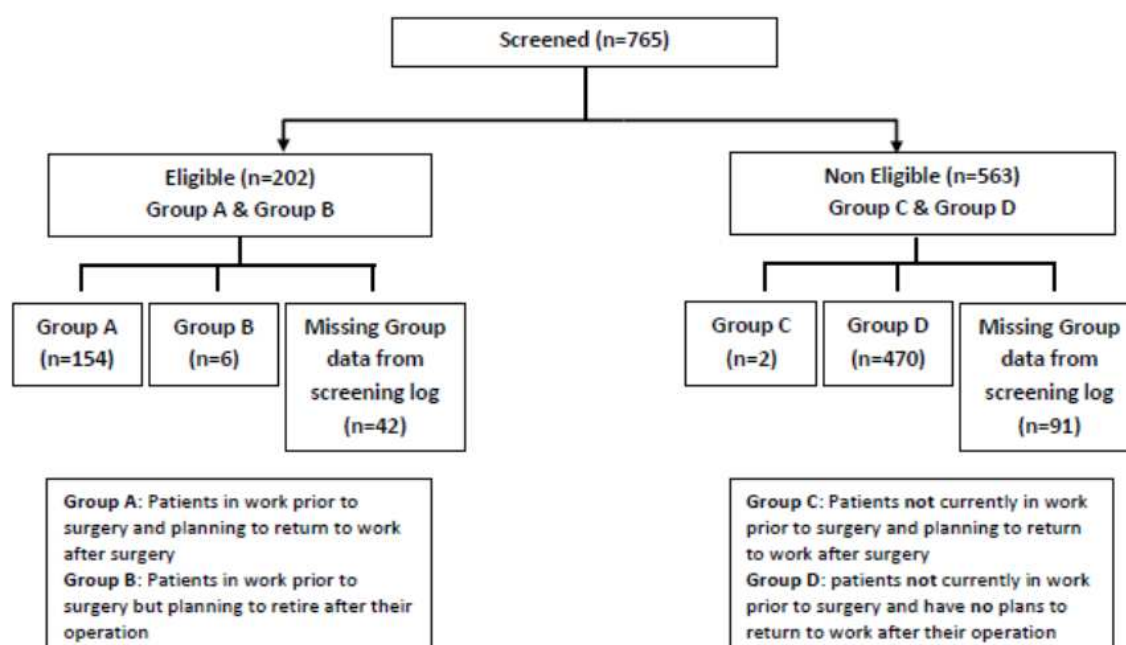 Screened (n=765)
Eligible (n=202)
Group A & Group B
Non Eligible (n=563)
Group C & Group D
Group A
(n=154)
Group B
(n=6)
Missing Group
data from
screening log
(n=42)
Group C
(n=2)
Group D
(n=470)
Missing Group
data from
screening log
(n=91)
Group A: Patients in work prior to
surgery and planning to return to work
after surgery
Group B: Patients in work prior to
surgery but planning to retire after their
operation
Group C: Patients not currently in work
prior to surgery and planning to return
to work after surgery
Group D: patients not currently in work
prior to surgery and have no plans to
return to work after their operation